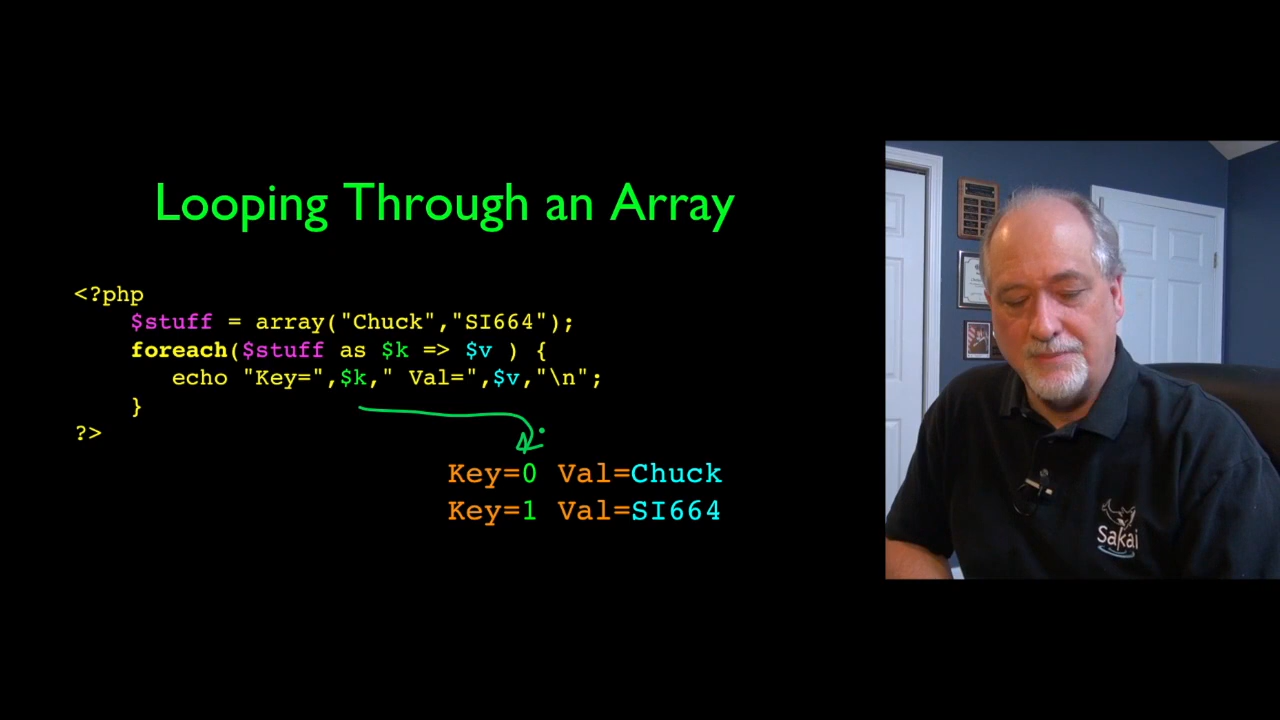 Looping Through an Array
<?php
$stuff = array("Chuck","SI664");
foreach($stuff as $k => $v ) {
echo "Key=",$k," Val=",$v,"\n";
}
?>
Key=0 Val=Chuck
Key=1 Val=SI664
Sakai